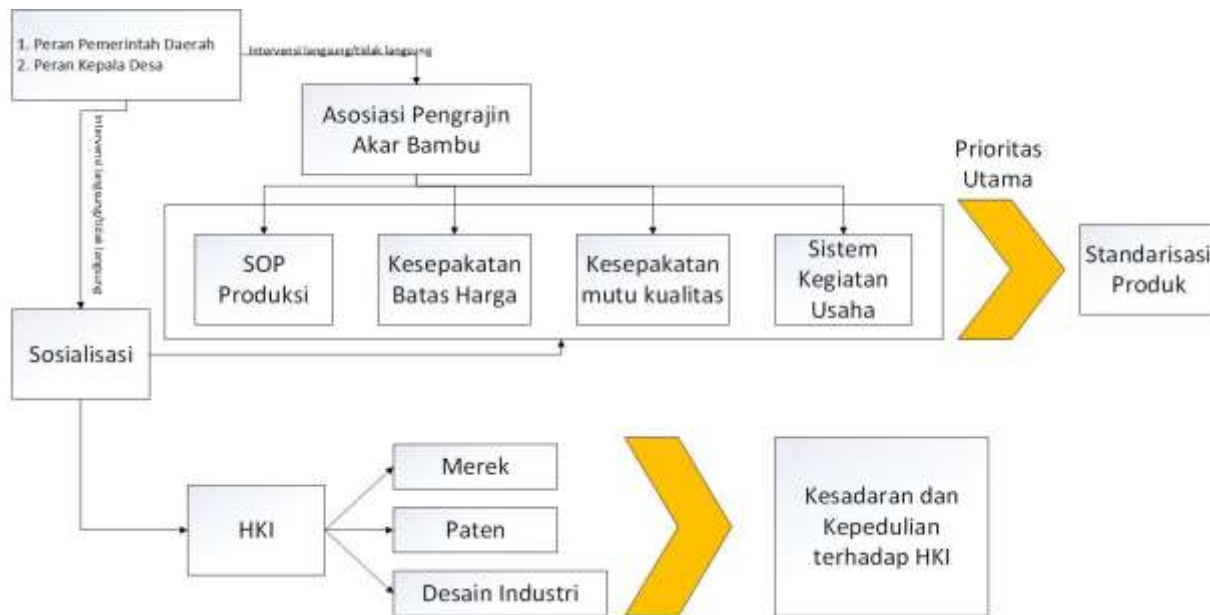 1. Peran Pemerintah Daerah
2. Peran Kepala Desa
Intervensi langsung/tidak langsung
Intervensi langsung/tidak langsung
Asosiasi Pengrajin
Akar Bambu
Prioritas
Utama
SOP
Produksi
Kesepakatan
Batas Harga
Kesepakatan
mutu kualitas
Sistem
Kegiatan
Usaha
Standarisasi
Produk
Sosialisasi
HKI
Merek
Paten
Desain Industri
Kesadaran dan
Kepedulian
terhadap HKI